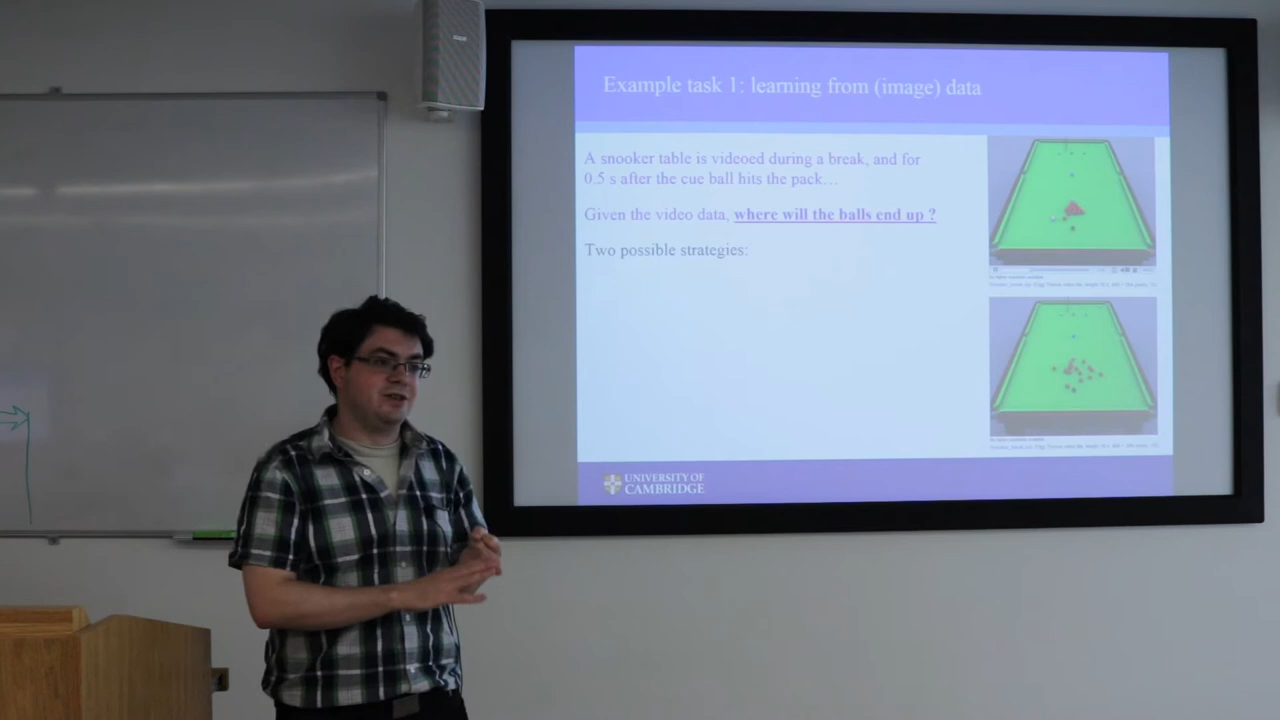 Example task 1: learning from (image) data
A snooker table is videoed during a break, and for
0.5 s after the cue ball hits the pack…
Given the video data, where will the balls end up ?
Two possible strategies:
UNIVERSITY OF
CAMBRIDGE